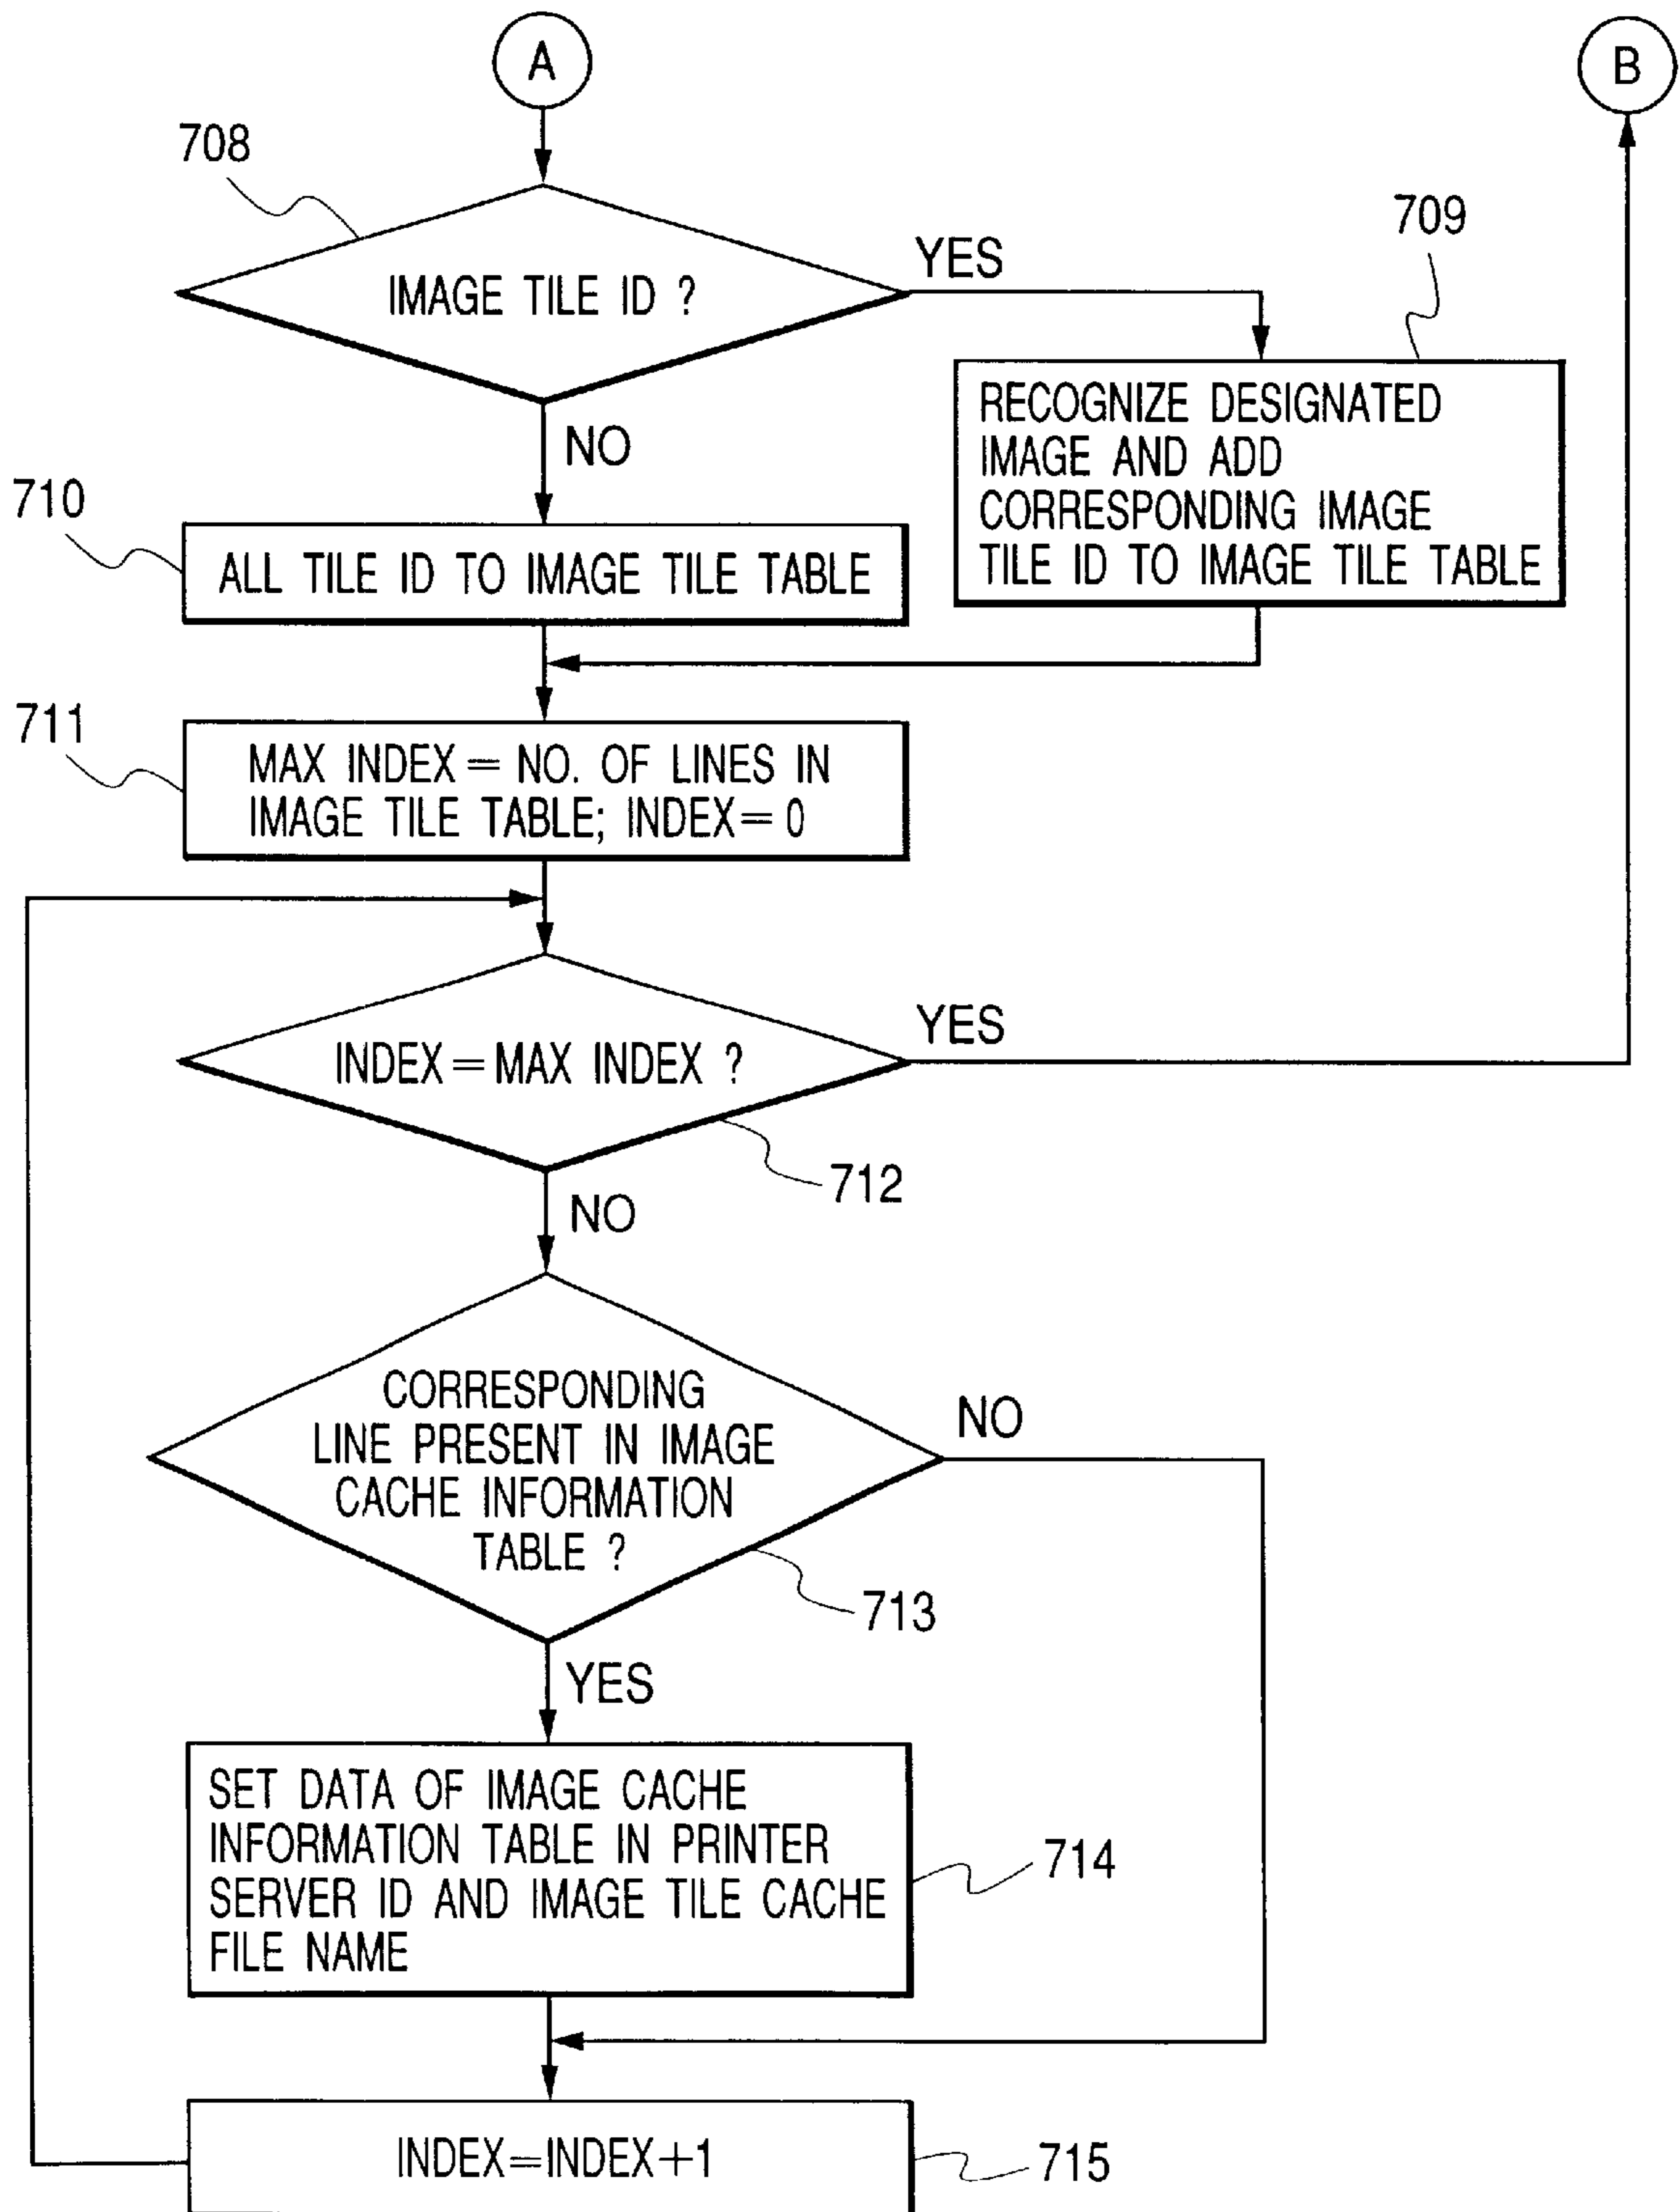 A
B
708
IMAGE TILE ID ?
YES
709
RECOGNIZE DESIGNATED
IMAGE AND ADD
CORRESPONDING IMAGE
TILE ID TO IMAGE TILE TABLE
NO
710
ALL TILE ID TO IMAGE TILE TABLE
711
MAX INDEX = NO. OF LINES IN
IMAGE TILE TABLE; INDEX = 0
INDEX = MAX INDEX ?
YES
712
NO
CORRESPONDING
LINE PRESENT IN IMAGE
CACHE INFORMATION
TABLE ?
NO
713
YES
SET DATA OF IMAGE CACHE
INFORMATION TABLE IN PRINTER
SERVER ID AND IMAGE TILE CACHE
FILE NAME
714
INDEX=INDEX+1
715